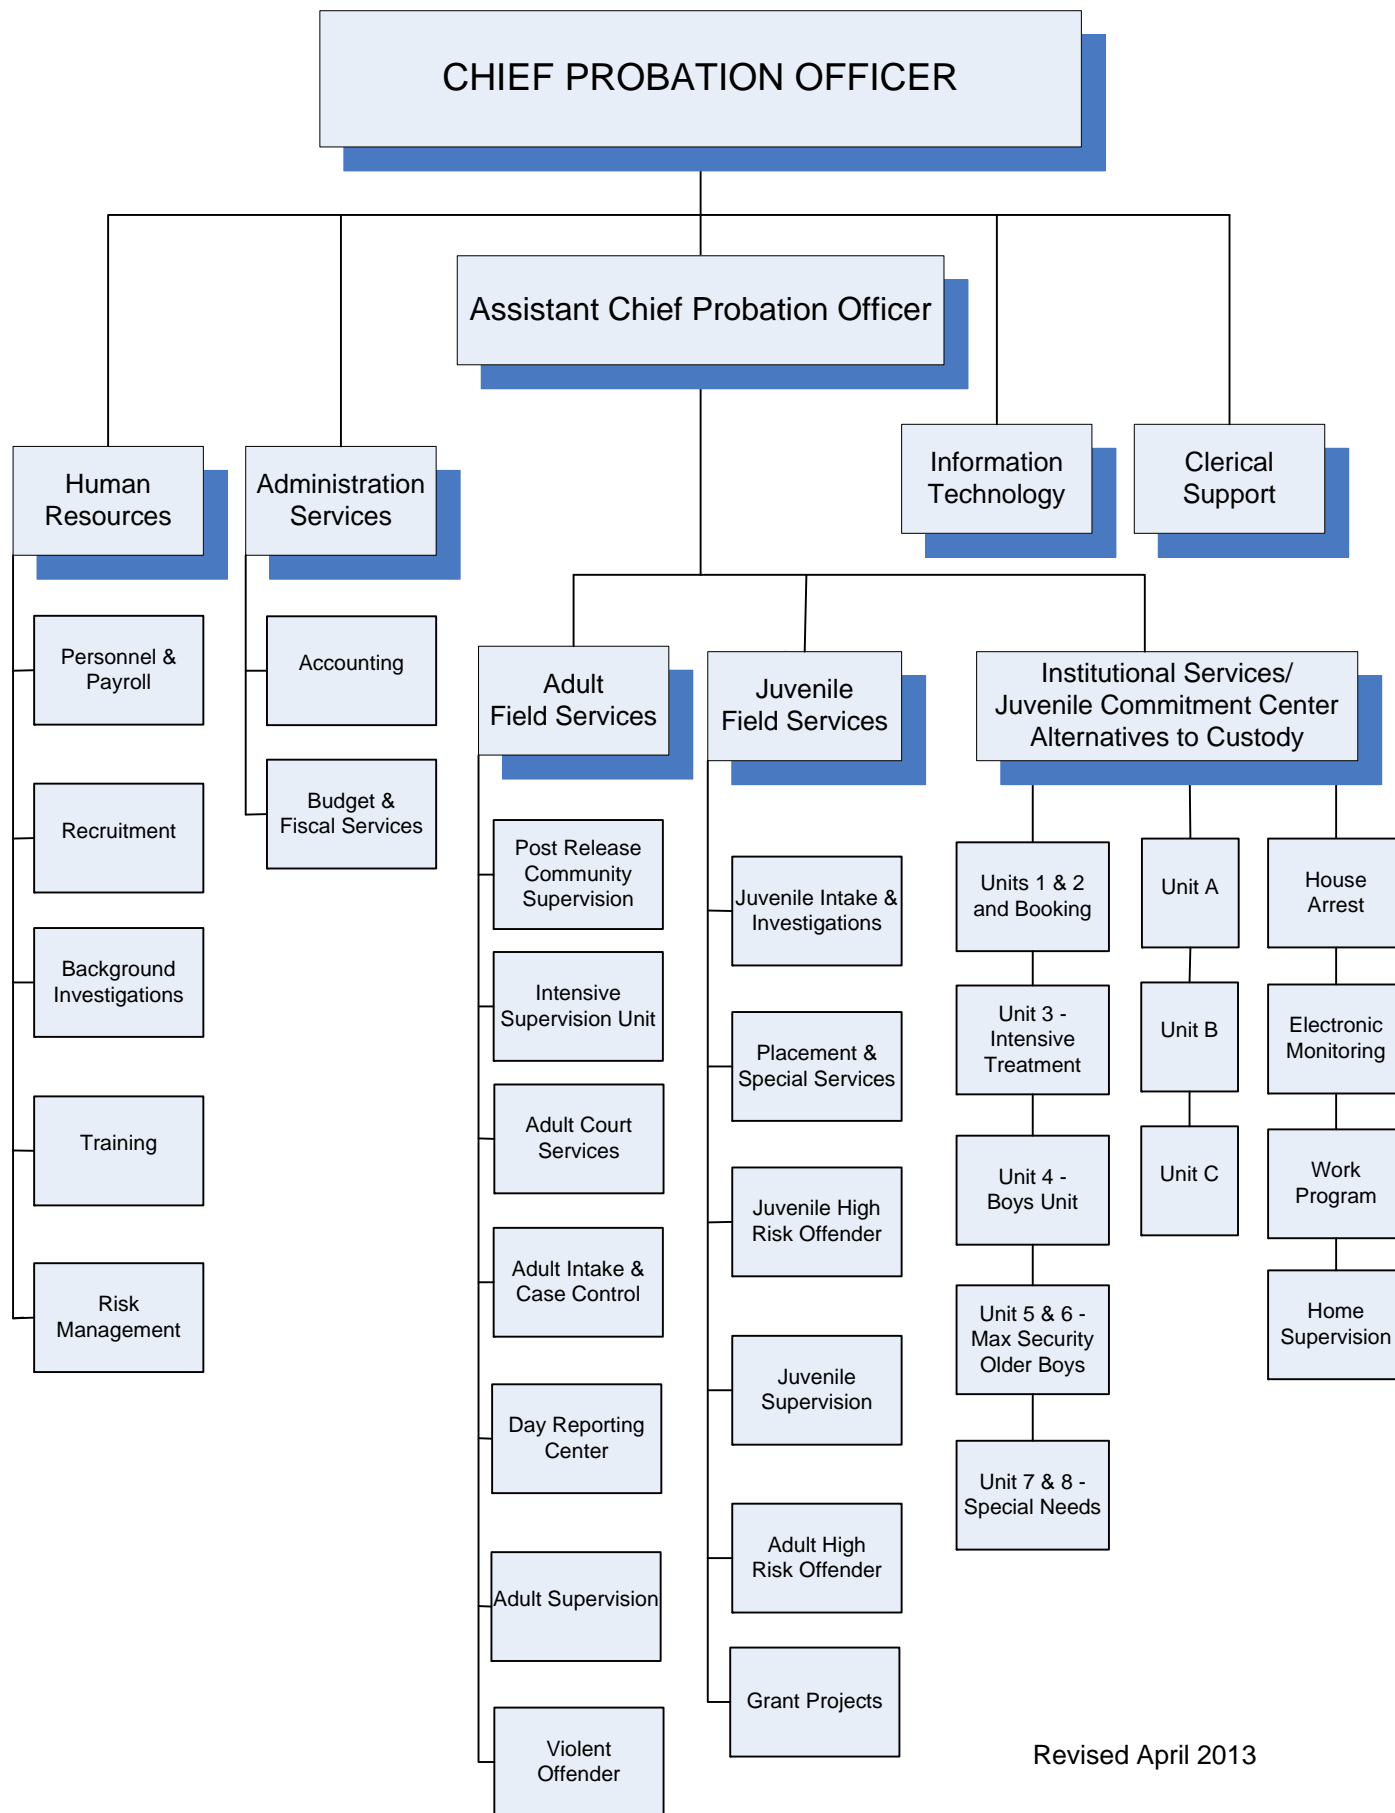 CHIEF PROBATION OFFICER
Assistant Chief Probation Officer
Human
Resources
Administration
Services
Information
Technology
Clerical
Support
Personnel &
Payroll
Recruitment
Background
Investigations
Training
Risk
Management
Accounting
Budget &
Fiscal Services
Adult
Field Services
Post Release
Community
Supervision
Intensive
Supervision Unit
Adult Court
Services
Adult Intake &
Case Control
Day Reporting
Center
Adult Supervision
Violent
Offender
Juvenile
Field Services
Juvenile Intake &
Investigations
Placement &
Special Services
Juvenile High
Risk Offender
Juvenile
Supervision
Adult High
Risk Offender
Grant Projects
Institutional Services/
Juvenile Commitment Center
Alternatives to Custody
Units 1 & 2
and Booking
Unit 3 -
Intensive
Treatment
Unit 4 -
Boys Unit
Unit 5 & 6 -
Max Security
Older Boys
Unit 7 & 8 -
Special Needs
Unit A
Unit B
Unit C
House
Arrest
Electronic
Monitoring
Work
Program
Home
Supervision
Revised April 2013